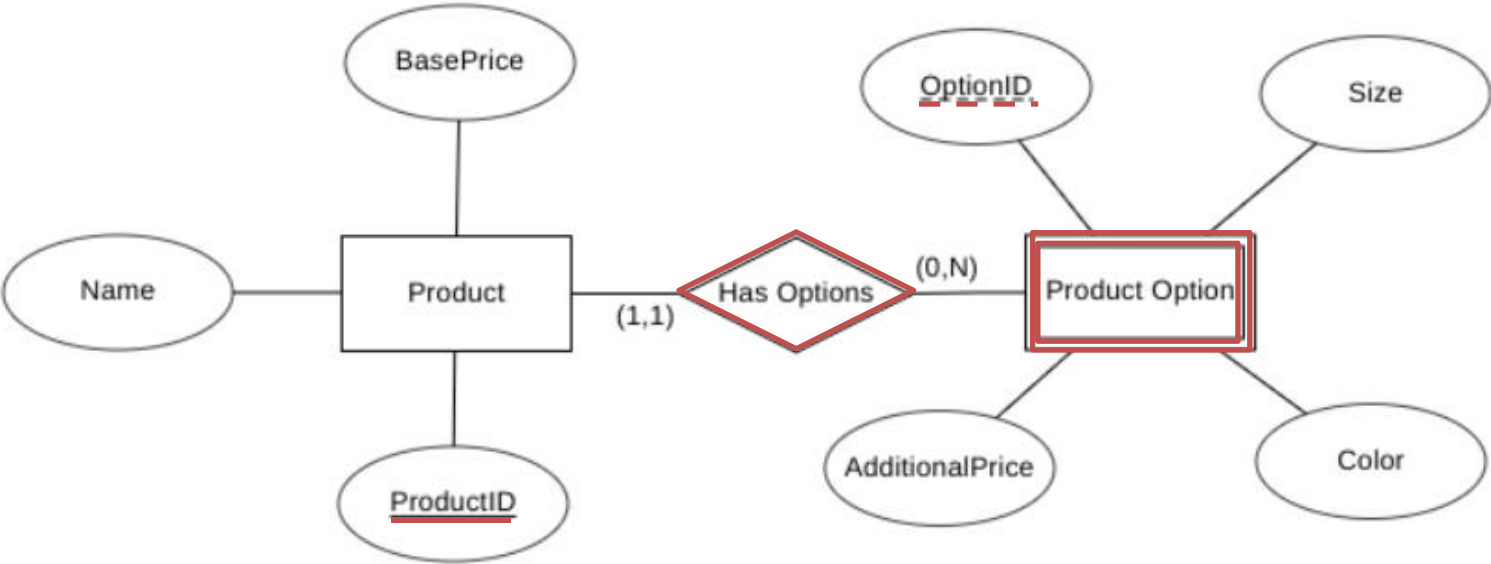 BasePrice
OptionID
Size
Name
Product
(1,1)
Has Options
(0,N)
Product Option
ProductID
AdditionalPrice
Color